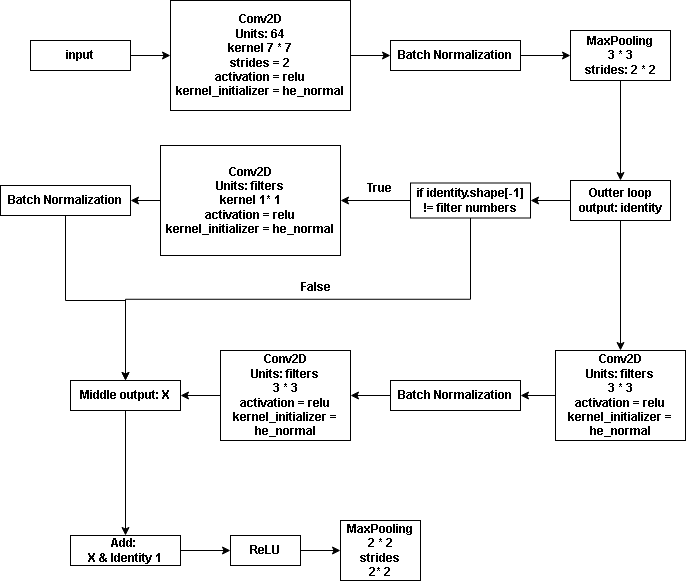 input
Conv2D
Units: 64
kernel 7 * 7
strides = 2
activation = relu
kernel_initializer = he_normal
Batch Normalization
MaxPooling
3 * 3
strides: 2 * 2
Batch Normalization
Conv2D
Units: filters
kernel 1* 1
activation = relu
kernel_initializer = he_normal
True
if identity.shape[-1]
!= filter numbers
Outter loop
output: identity
False
Middle output: X
Conv2D
Units: filters
3 * 3
activation = relu
kernel_initializer =
he_normal
Batch Normalization
Conv2D
Units: filters
3 * 3
activation = relu
kernel_initializer =
he_normal
Add:
X & Identity 1
ReLU
MaxPooling
2 * 2
strides
2* 2